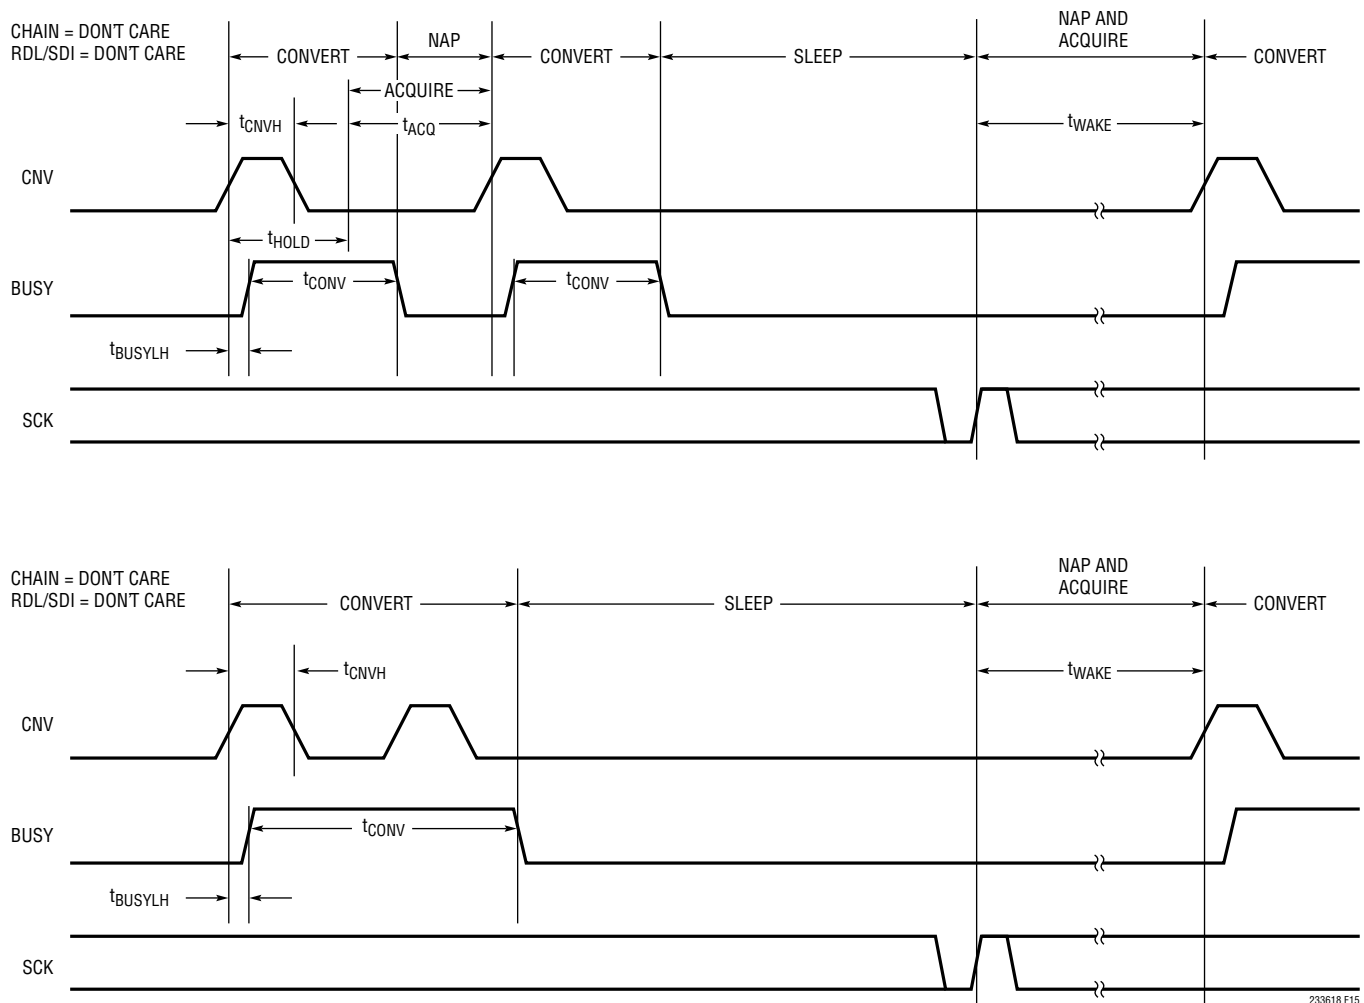 CHAIN = DON'T CARE
RDL/SDI = DON'T CARE
NAP AND
ACQUIRE
CONVERT
NAP
CONVERT
SLEEP
CONVERT
ACQUIRE
tCNVH
tACQ
tWAKE
CNV
tHOLD
BUSY
tCONV
tCONV
tBUSYLH
SCK
CHAIN = DON'T CARE
RDL/SDI = DON'T CARE
NAP AND
ACQUIRE
CONVERT
SLEEP
CONVERT
tCNVH
tWAKE
CNV
BUSY
tCONV
tBUSYLH
SCK
233618 F15